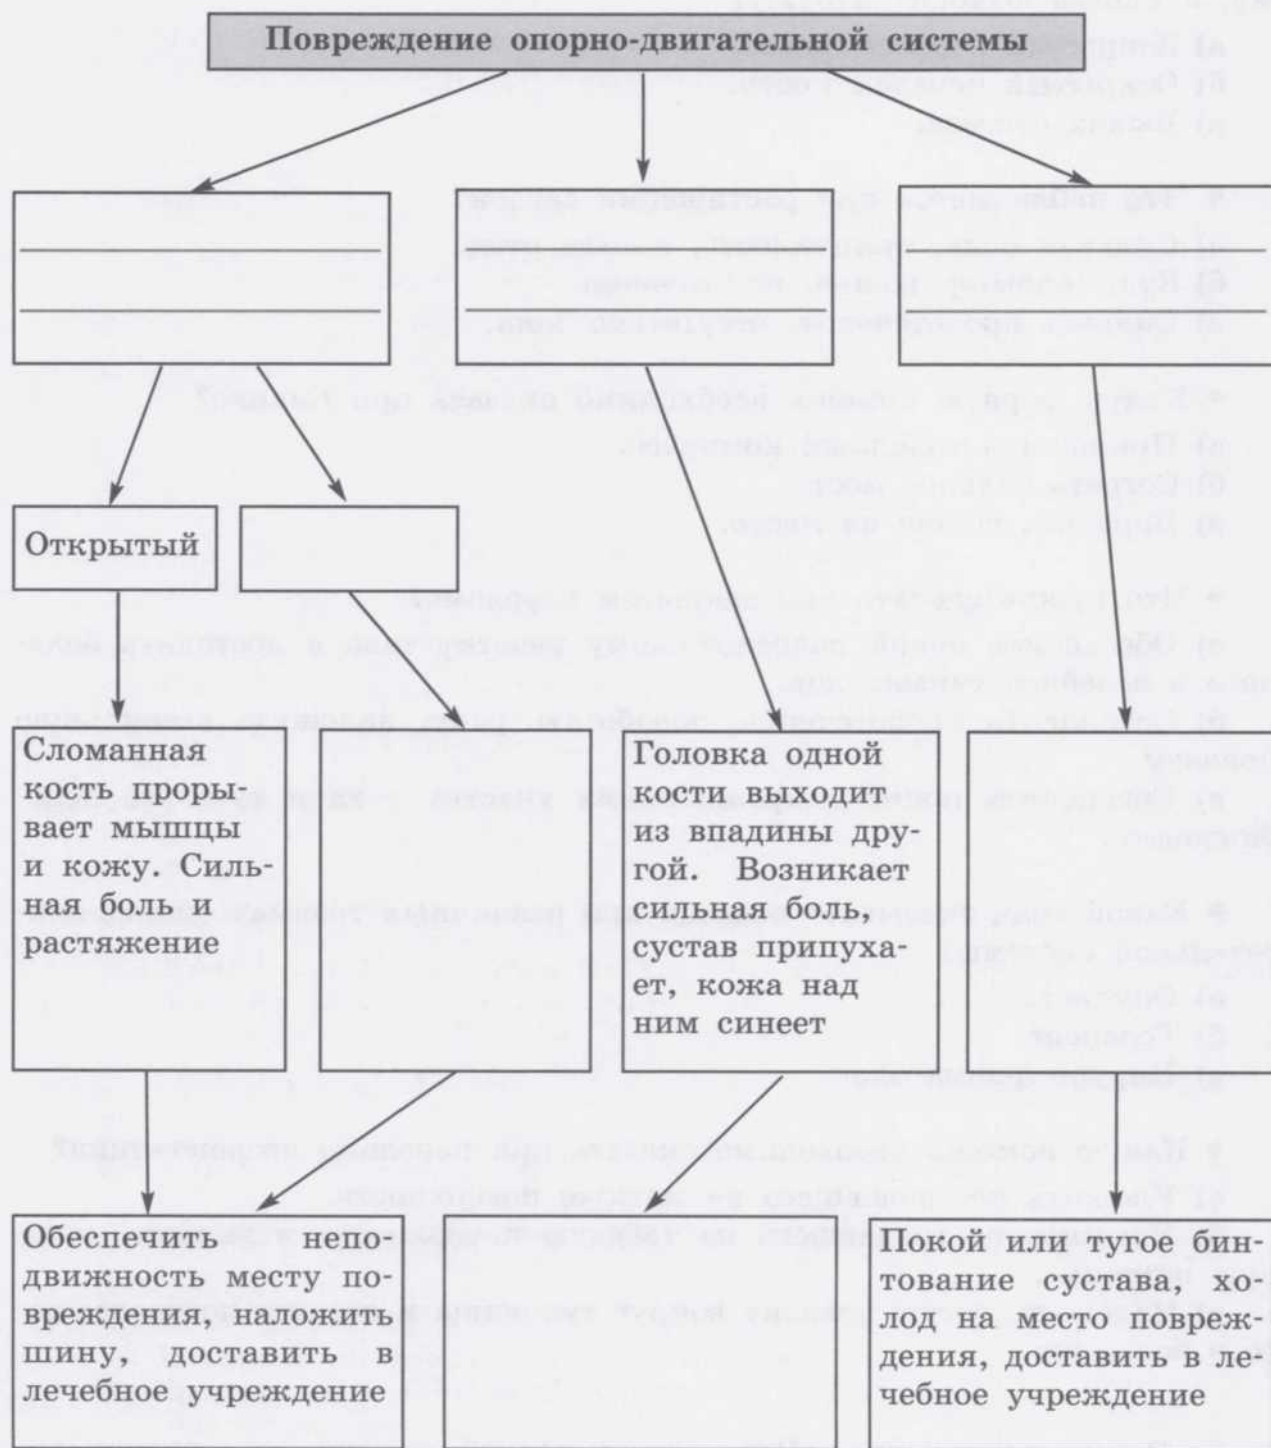 Повреждение опорно-двигательной системы
Открытый
Сломанная
кость проры-
вает мышцы
и кожу. Силь-
ная боль и
растяжение
Головка одной
кости выходит
из впадины дру-
гой. Возникает
сильная боль,
сустав припуха-
ет, кожа над
ним синеет
Обеспечить непо-
движность месту по-
вреждения, наложить
шину, доставить в
лечебное учреждение
Покой или тугое бин-
тование сустава, хо-
лод на место повреж-
дения, доставить в ле-
чебное учреждение